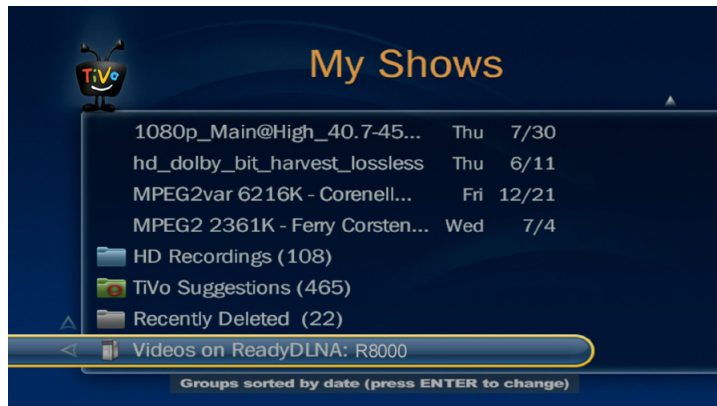 My Shows
TiVo
1080p_Main@High_40.7-45... Thu 7/30
hd_dolby_bit_harvest_lossless Thu 6/11
MPEG2var 6216K - Corenell... Fri 12/21
MPEG2 2361K - Ferry Corsten... Wed 7/4
HD Recordings (108)
TiVo Suggestions (465)
Recently Deleted (22)
Videos on ReadyDLNA: R8000
Groups sorted by date (press ENTER to change)